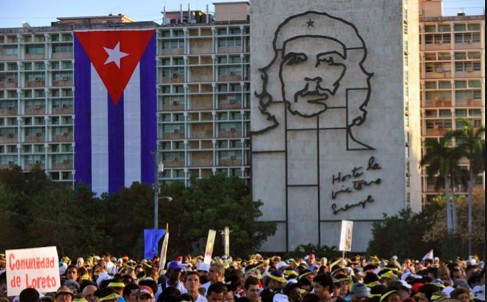 Hasta la
victoria
siempre
Comunidad
de Loreto